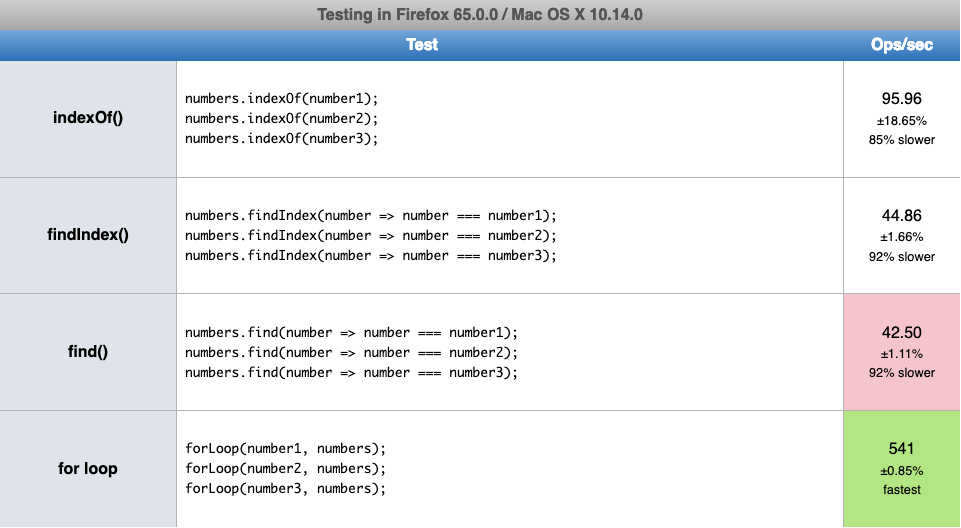 Testing in Firefox 65.0.0 / Mac OS X 10.14.0
Test Ops/sec
indexOf()
numbers.indexOf(number1);
numbers.indexOf(number2);
numbers.indexOf(number3);
95.96
±18.65%
85% slower
findIndex()
numbers.findIndex(number => number === number1);
numbers.findIndex(number => number === number2);
numbers.findIndex(number => number === number3);
44.86
±1.66%
92% slower
find()
numbers.find(number => number === number1);
numbers.find(number => number === number2);
numbers.find(number => number === number3);
42.50
±1.11%
92% slower
for loop
forLoop(number1, numbers);
forLoop(number2, numbers);
forLoop(number3, numbers);
541
±0.85%
fastest